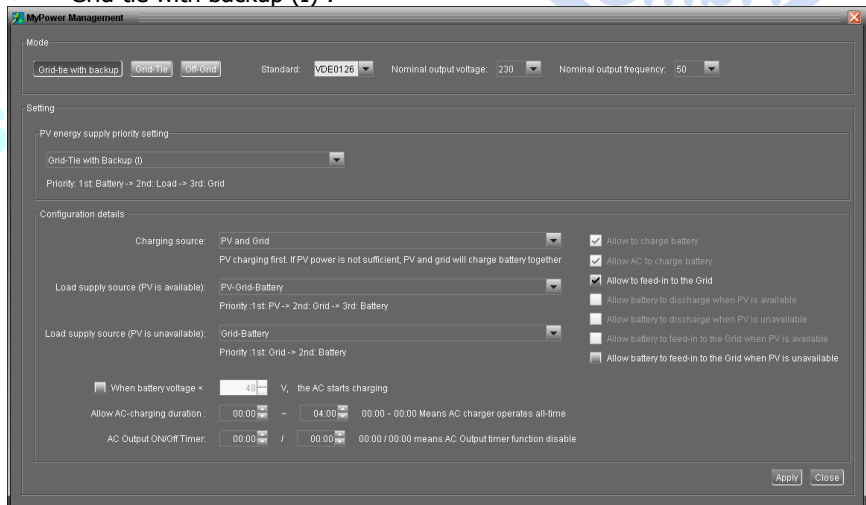 Grid-tie with backup (I) :
MyPower Management
Mode
Grid-tie with backup Grid-Tie Off-Grid Standard: VDE0126 Nominal output voltage: 230 Nominal output frequency: 50
Setting
PV energy supply priority setting
Grid-Tie with Backup (I)
Priority: 1st: Battery -> 2nd: Load -> 3rd: Grid
Configuration details
Charging source: PV and Grid
PV charging first. If PV power is not sufficient, PV and grid will charge battery together
Load supply source (PV is available): PV-Grid-Battery
Priority :1st: PV -> 2nd: Grid -> 3rd: Battery
Load supply source (PV is unavailable): Grid-Battery
Priority :1st: Grid -> 2nd: Battery
Allow to charge battery
Allow AC to charge battery
Allow to feed-in to the Grid
Allow battery to discharge when PV is available
Allow battery to discharge when PV is unavailable
Allow battery to feed-in to the Grid when PV is available
Allow battery to feed-in to the Grid when PV is unavailable
When battery voltage < 48 V, the AC starts charging
Allow AC-charging duration : 00:00 ~ 04:00 00:00 - 00:00 Means AC charger operates all-time
AC Output ON/Off Timer: 00:00 / 00:00 00:00 / 00:00 means AC Output timer function disable
Apply Close